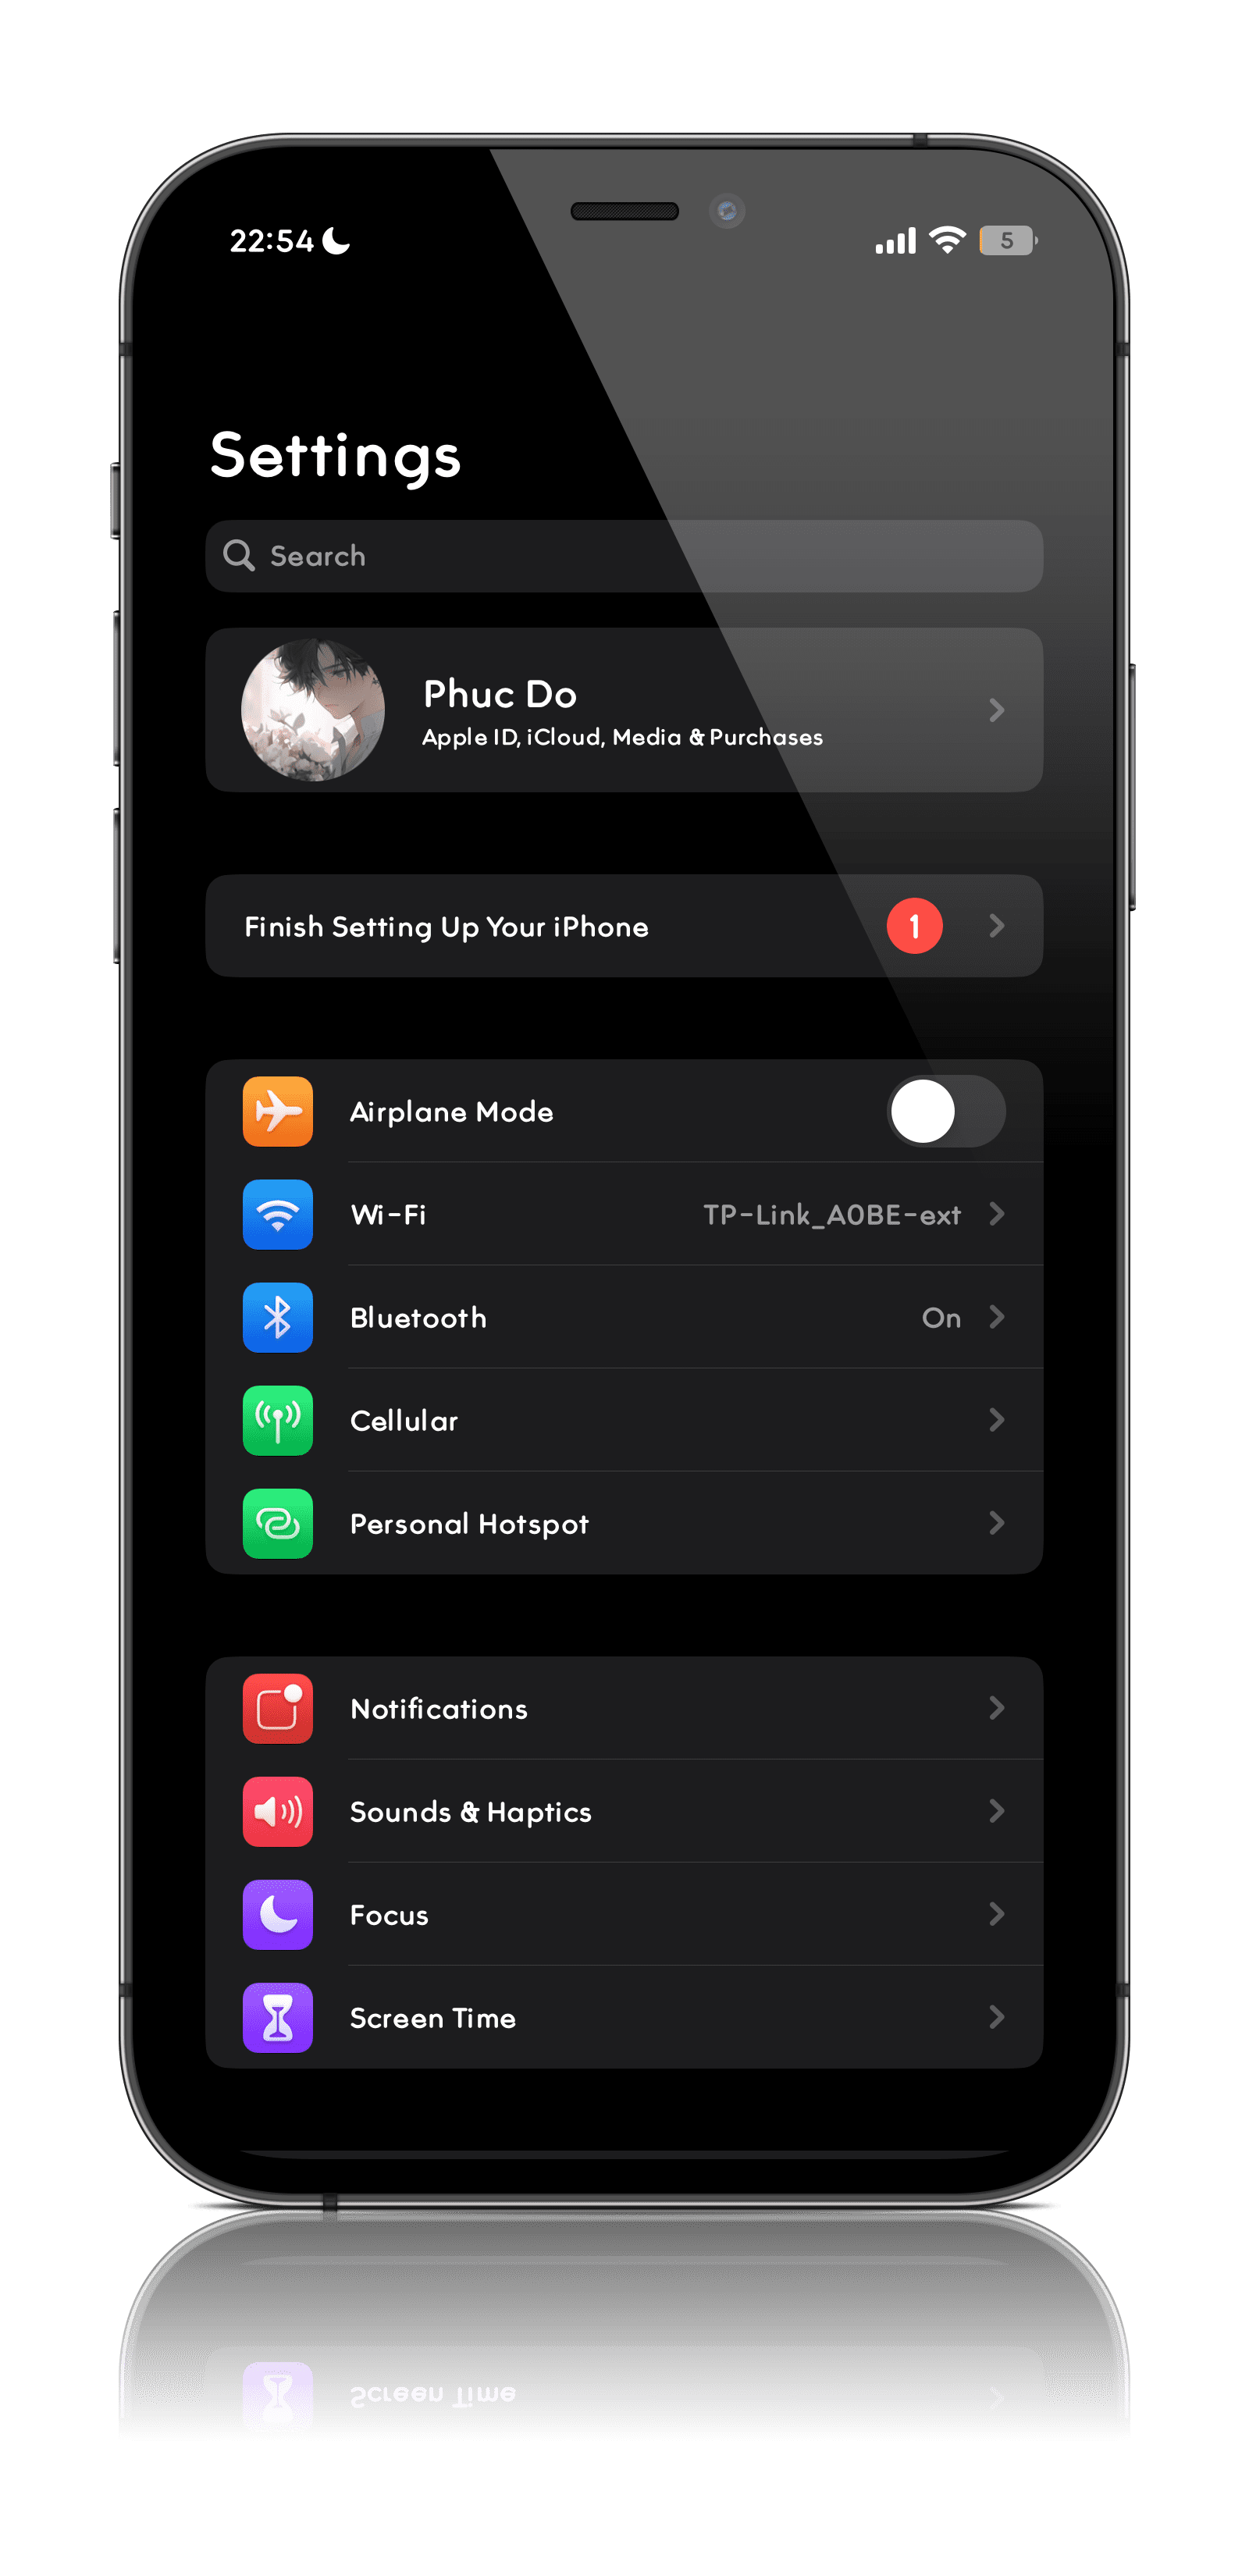 22:54
5
Settings
Search
Phuc Do
Apple ID, iCloud, Media & Purchases
Finish Setting Up Your iPhone 1
Airplane Mode
Wi-Fi TP-Link_A0BE-ext
Bluetooth On
Cellular
Personal Hotspot
Notifications
Sounds & Haptics
Focus
Screen Time
Screen Time